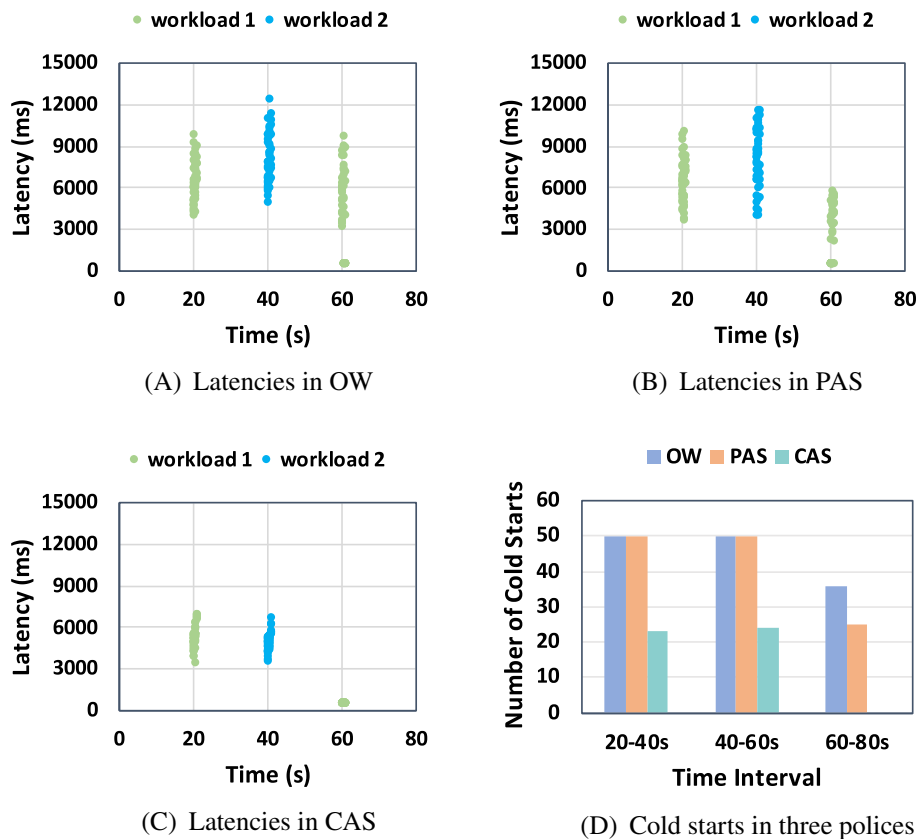 workload 1 workload 2
15000
12000
9000
6000
3000
0
Latency (ms)
0 20 40 60 80
Time (s)
(A) Latencies in OW
workload 1 workload 2
15000
12000
9000
6000
3000
0
Latency (ms)
0 20 40 60 80
Time (s)
(B) Latencies in PAS
workload 1 workload 2
15000
12000
9000
6000
3000
0
Latency (ms)
0 20 40 60 80
Time (s)
(C) Latencies in CAS
OW PAS CAS
60
50
40
30
20
10
0
Number of Cold Starts
20-40s 40-60s 60-80s
Time Interval
(D) Cold starts in three polices